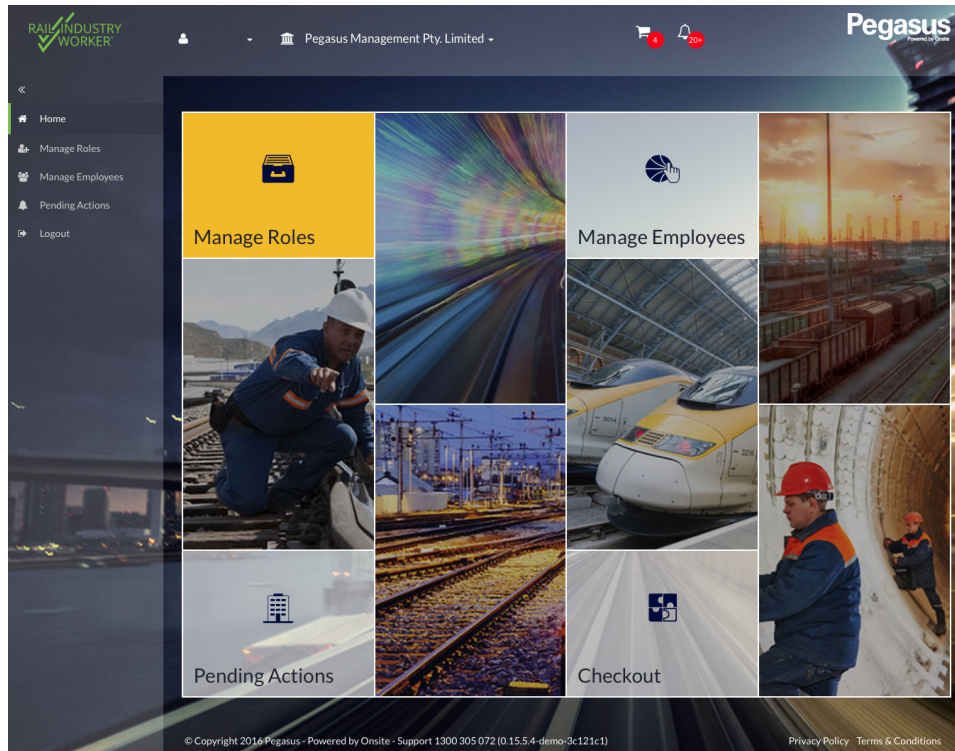 RAIL INDUSTRY
WORKER
Pegasus Management Pty. Limited
4
20+
Pegasus
Powered by Onsite
Home
Manage Roles
Manage Employees
Pending Actions
Logout
Manage Roles
Manage Employees
3014
3216
Pending Actions
Checkout
© Copyright 2016 Pegasus - Powered by Onsite - Support 1300 305 072 (0.15.5.4-demo-3c121c1)
Privacy Policy Terms & Conditions